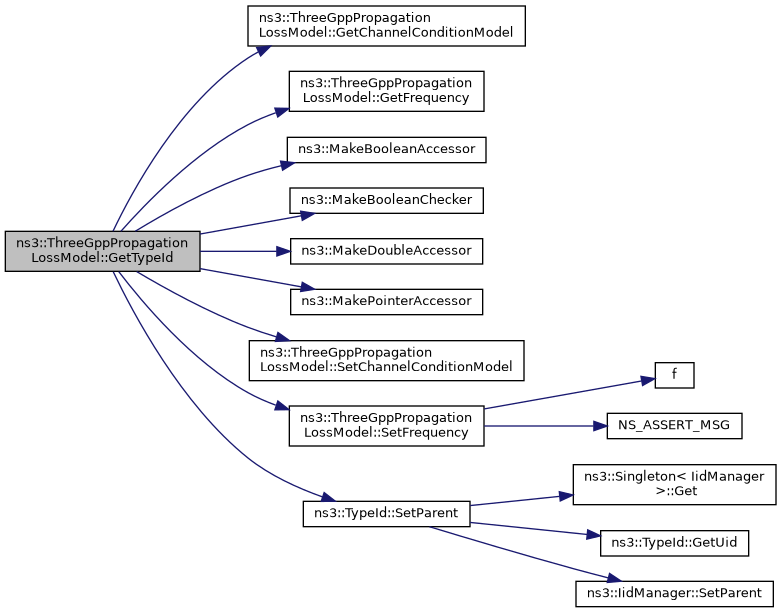 ns3::ThreeGppPropagation
LossModel::GetTypeId
ns3::ThreeGppPropagation
LossModel::GetChannelConditionModel
ns3::ThreeGppPropagation
LossModel::GetFrequency
ns3::MakeBooleanAccessor
ns3::MakeBooleanChecker
ns3::MakeDoubleAccessor
ns3::MakePointerAccessor
ns3::ThreeGppPropagation
LossModel::SetChannelConditionModel
ns3::ThreeGppPropagation
LossModel::SetFrequency
f
NS_ASSERT_MSG
ns3::TypeId::SetParent
ns3::Singleton< IidManager
>::Get
ns3::TypeId::GetUid
ns3::IidManager::SetParent